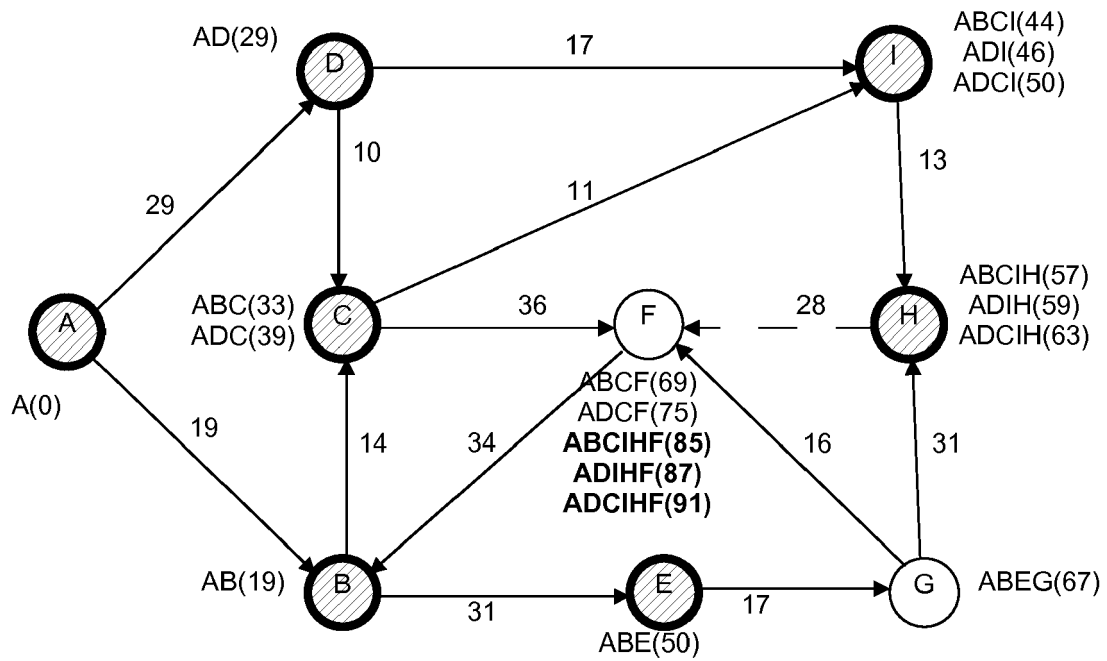 ABCI(44)
AD(29)
17
D
I
ADI(46)
ADCI(50)
10
13
11
29
ABCIH(57)
ABC(33)
A
C
36
F
28
H
ADIH(59)
ADC(39)
ADCIH(63)
A(0)
ABCF(69)
ADCF(75)
19
14
34
ABCIHF(85)
16
31
ADIHF(87)
ADCIHF(91)
AB(19)
B
E
G
ABEG(67)
31
17
ABE(50)